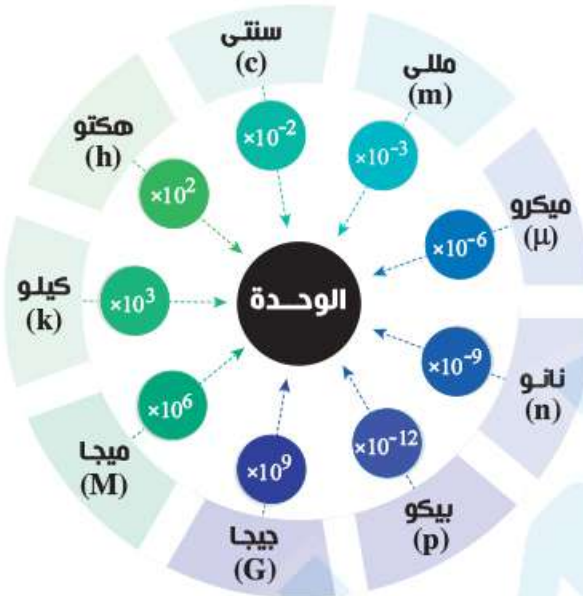 سنتى
(c)
×10⁻²
مللى
(m)
×10⁻³
ميكرو
(μ)
×10⁻⁶
نانو
(n)
×10⁻⁹
بيكو
(p)
×10⁻¹²
جيجا
(G)
×10⁹
ميجا
(M)
×10⁶
كيلو
(k)
×10³
هكتو
(h)
×10²
الوحـدة